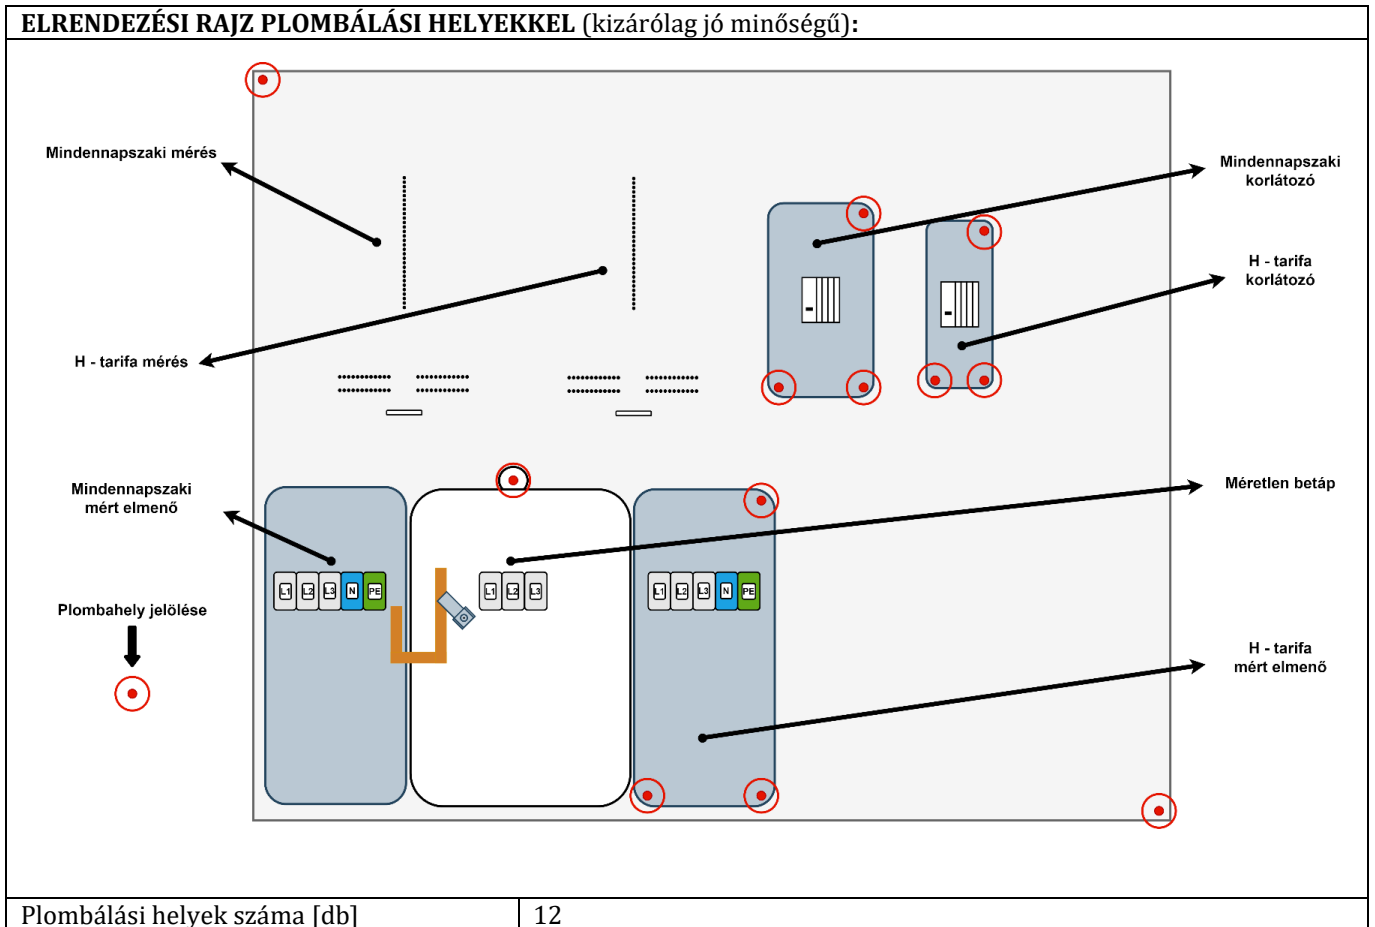 ELRENDEZÉSI RAJZ PLOMBÁLÁSI HELYEKKEL (kizárólag jó minőségű):
Mindennapszaki mérés
Mindennapszaki
korlátozó
H - tarifa
korlátozó
H - tarifa mérés
Mindennapszaki
mért elmenő
Méretlen betáp
L1 L2 L3 N PE
L1 L2 L3
L1 L2 L3 N PE
Plombahely jelölése
H - tarifa
mért elmenő
Plombálási helyek száma [db]
12